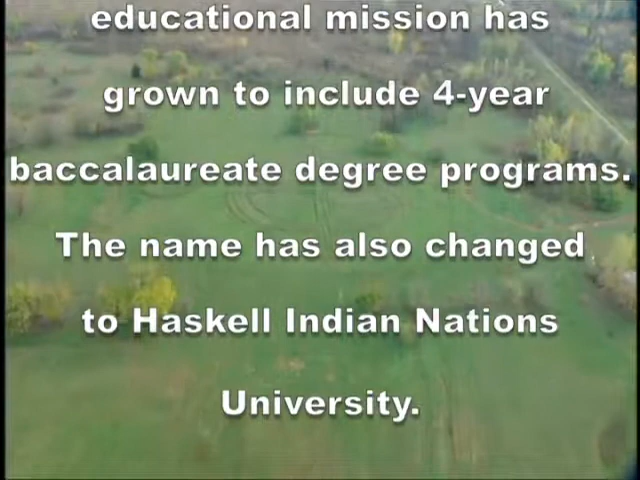 educational mission has
grown to include 4-year
baccalaureate degree programs.
The name has also changed
to Haskell Indian Nations
University.